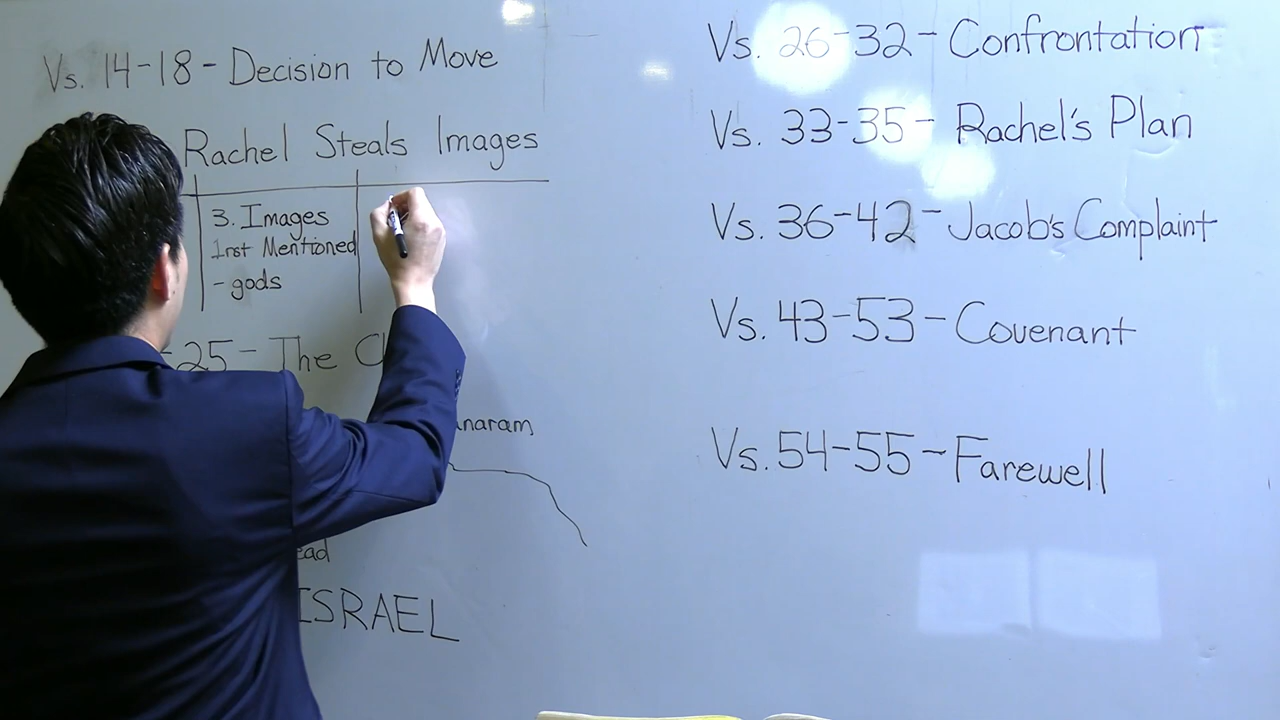 Vs. 14-18 - Decision to Move
Rachel Steals Images
3. Images
1rst Mentioned
- gods
-25- The
ISRAEL
Vs. 26-32- Confrontation
Vs. 33-35- Rachel's Plan
Vs. 36-42- Jacob's Complaint
Vs. 43-53- Covenant
Vs. 54-55- Farewell